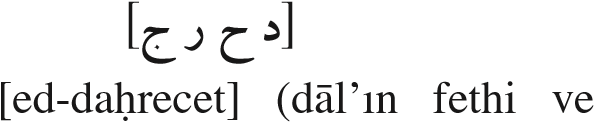 [د ح ر ج]
[ed-daḥrecet] (dāl’ın fethi ve